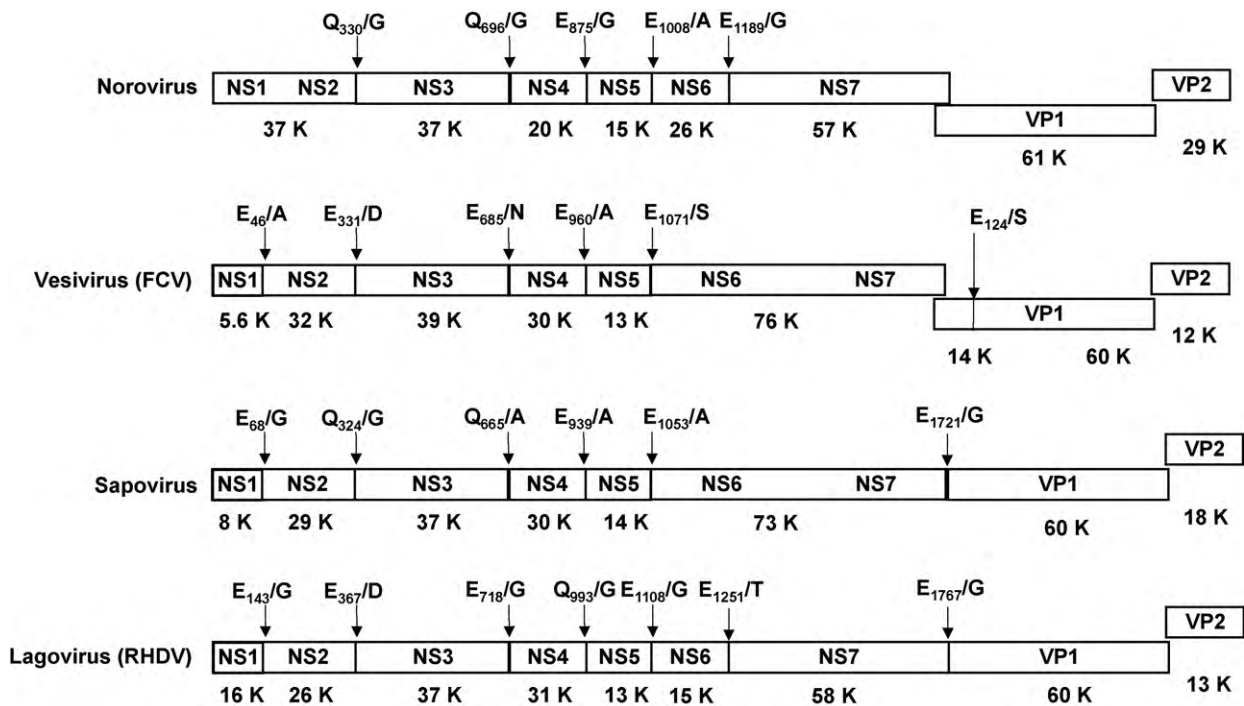 Q330/G Q696/G E875/G E1008/A E1189/G
Norovirus NS1 NS2 NS3 NS4 NS5 NS6 NS7 VP2
VP1
37 K 37 K 20 K 15 K 26 K 57 K
61 K 29 K
E46/A E331/D E685/N E960/A E1071/S E124/S
Vesivirus (FCV) NS1 NS2 NS3 NS4 NS5 NS6 NS7 VP2
VP1
5.6 K 32 K 39 K 30 K 13 K 76 K 12 K
14 K 60 K
E68/G Q324/G Q665/A E939/A E1053/A E1721/G
VP2
Sapovirus NS1 NS2 NS3 NS4 NS5 NS6 NS7 VP1
8 K 29 K 37 K 30 K 14 K 73 K 60 K 18 K
E143/G E367/D E718/G Q993/G E1108/G E1251/T E1767/G
VP2
Lagovirus (RHDV) NS1 NS2 NS3 NS4 NS5 NS6 NS7 VP1
16 K 26 K 37 K 31 K 13 K 15 K 58 K 60 K 13 K